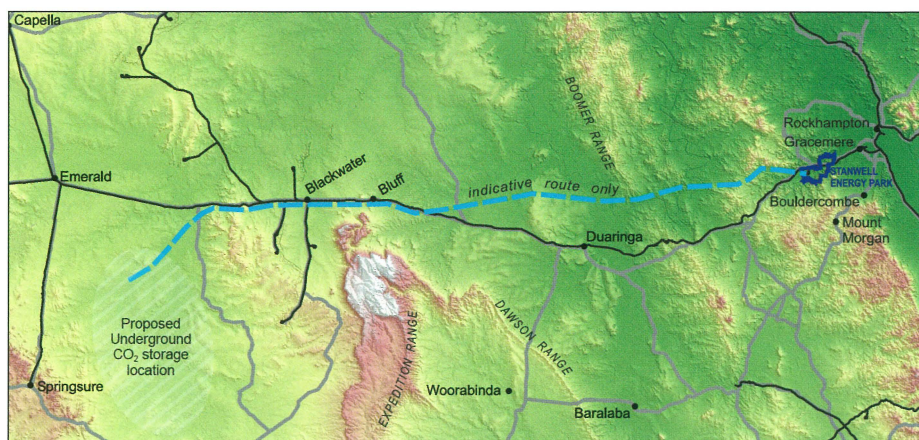 Capella
BOOMER RANGE
Rockhampton
Gracemere
STANWELL
ENERGY PARK
Emerald
Blackwater
Bluff
indicative route only
Bouldercombe
Mount
Morgan
Duaringa
Proposed
Underground
CO₂ storage
location
DAWSON RANGE
EXPEDITION RANGE
Springsure
Woorabinda
Baralaba